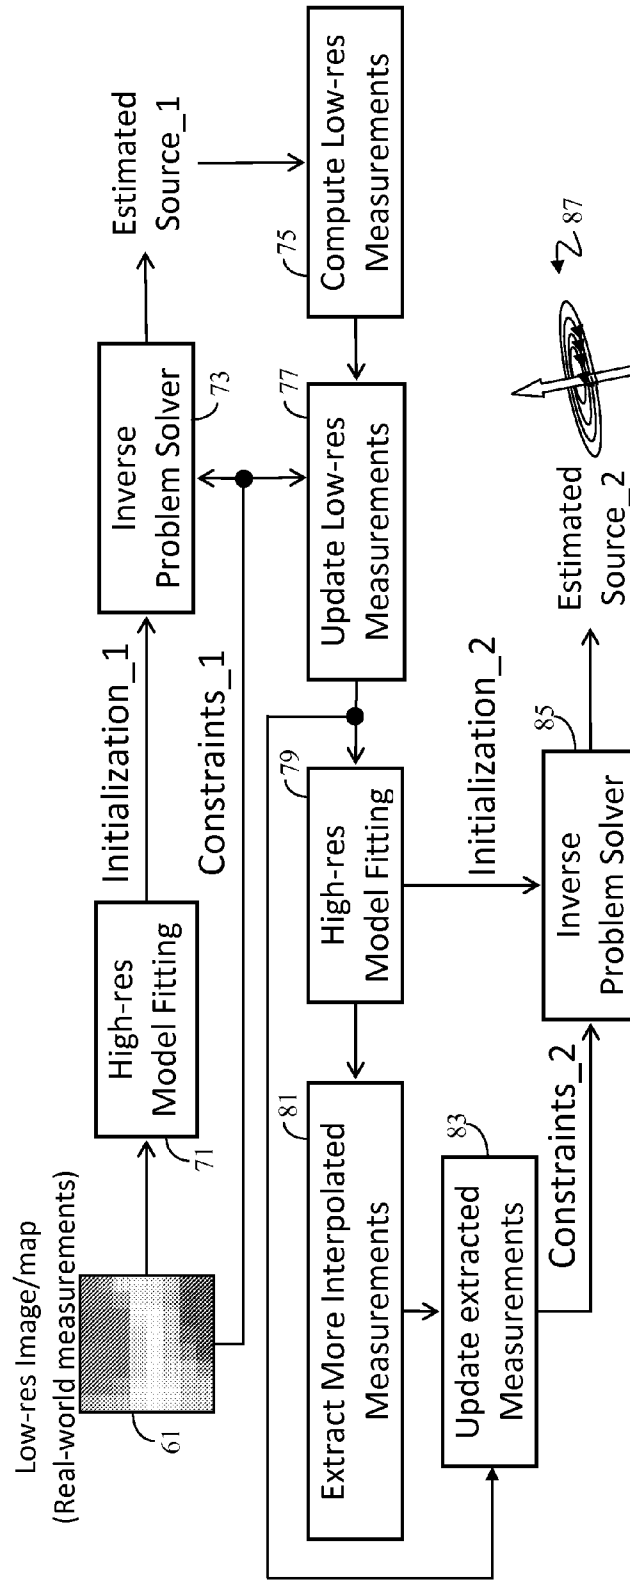 Low-res Image/map
(Real-world measurements)
61
High-res
Model Fitting
71
Initialization_1
Constraints_1
Inverse
Problem Solver
73
Estimated
Source_1
75
Compute Low-res
Measurements
77
Update Low-res
Measurements
79
High-res
Model Fitting
81
Extract More Interpolated
Measurements
83
Update extracted
Measurements
Initialization_2
Constraints_2
85
Inverse
Problem Solver
Estimated
Source_2
87